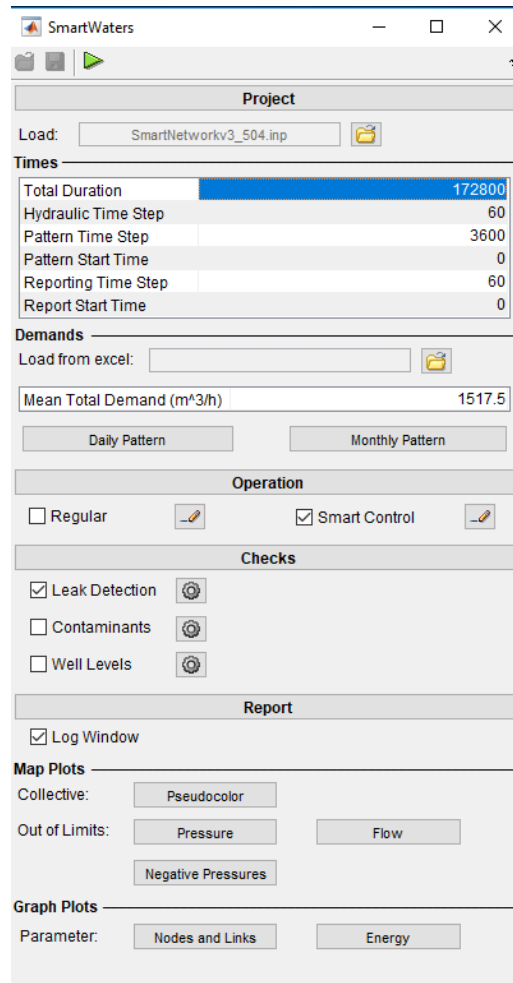 SmartWaters
Project
Load: SmartNetworkv3_504.inp
Times
Total Duration 172800
Hydraulic Time Step 60
Pattern Time Step 3600
Pattern Start Time 0
Reporting Time Step 60
Report Start Time 0
Demands
Load from excel:
Mean Total Demand (m^3/h) 1517.5
Daily Pattern Monthly Pattern
Operation
Regular Smart Control
Checks
Leak Detection
Contaminants
Well Levels
Report
Log Window
Map Plots
Collective: Pseudocolor
Out of Limits: Pressure Flow
Negative Pressures
Graph Plots
Parameter: Nodes and Links Energy